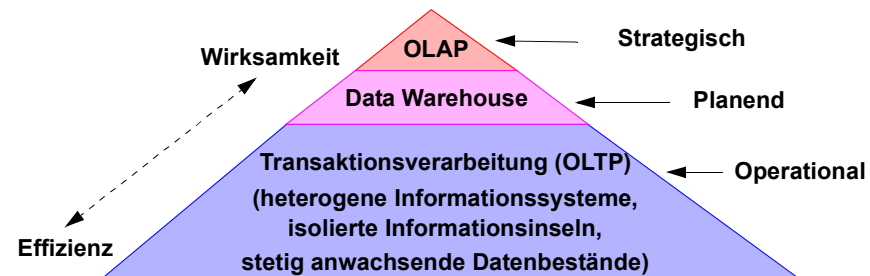 OLAP
Strategisch
Wirksamkeit
Data Warehouse
Planend
Transaktionsverarbeitung (OLTP)
Operational
(heterogene Informationssysteme,
isolierte Informationsinseln,
Effizienz
stetig anwachsende Datenbestände)